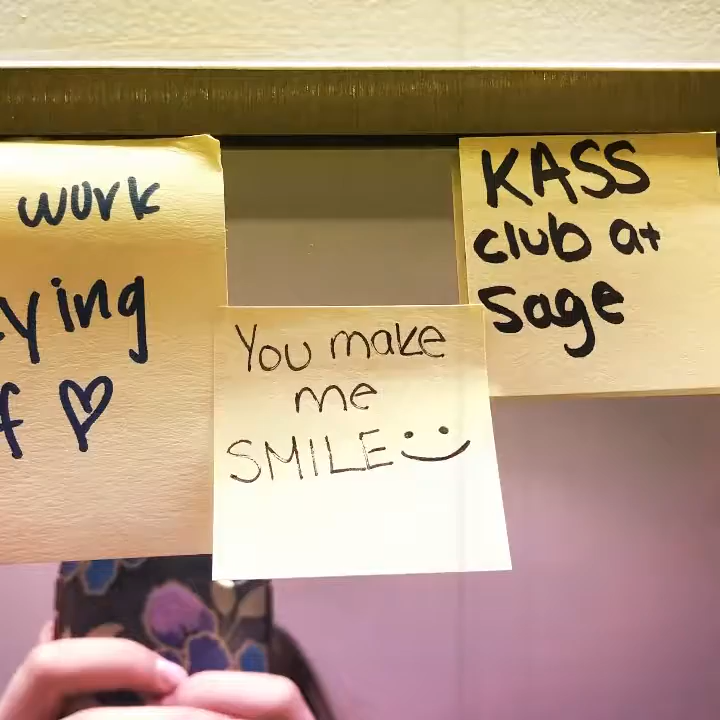 work
ying
f ♡
You make
me
SMILE
KASS
club at
Sage